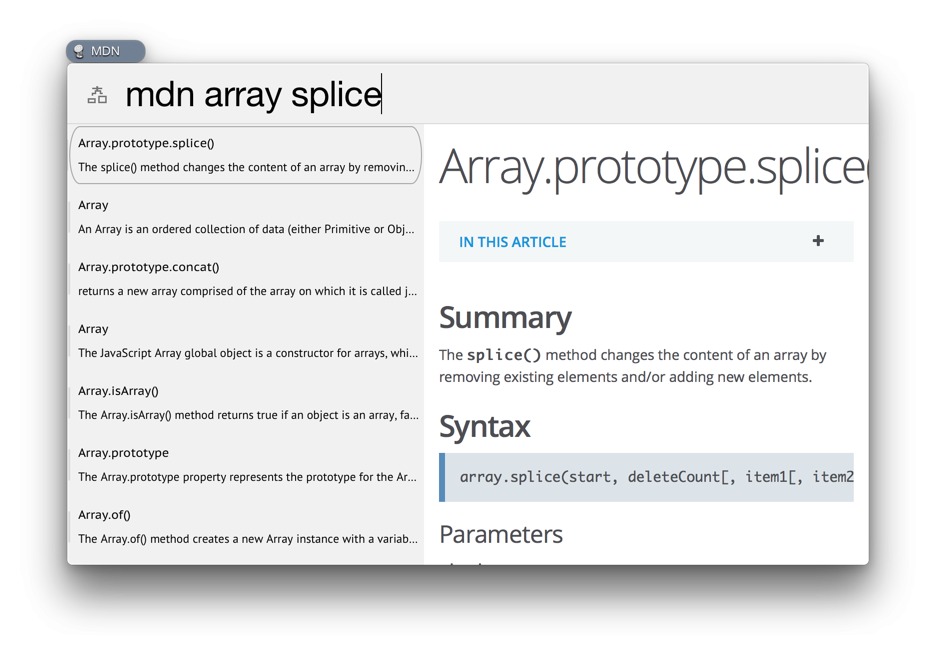 MDN
mdn array splice
Array.prototype.splice()
The splice() method changes the content of an array by removin...
Array
An Array is an ordered collection of data (either Primitive or Obj...
Array.prototype.concat()
returns a new array comprised of the array on which it is called j...
Array
The JavaScript Array global object is a constructor for arrays, whi...
Array.isArray()
The Array.isArray() method returns true if an object is an array, fa...
Array.prototype
The Array.prototype property represents the prototype for the Ar...
Array.of()
The Array.of() method creates a new Array instance with a variab...
Array.prototype.splice(
IN THIS ARTICLE +
Summary
The splice() method changes the content of an array by
removing existing elements and/or adding new elements.
Syntax
array.splice(start, deleteCount[, item1[, item2
Parameters